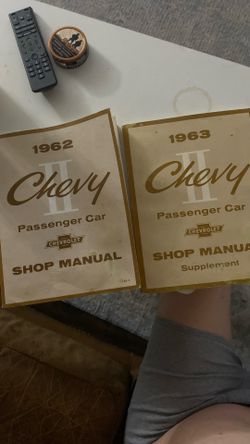 1962
II
Chevy
Passenger Car
CHEVROLET
SHOP MANUAL
1963
II
Chevy
Passenger Car
CHEVROLET
SHOP MANUAL
Supplement